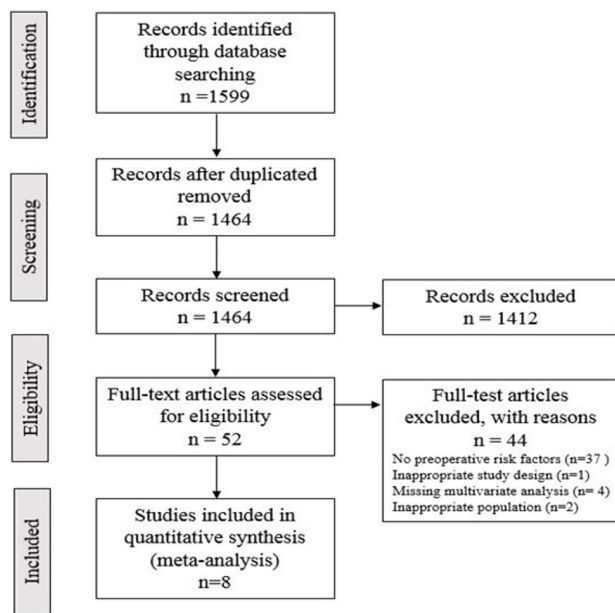 Identification
Records identified
through database
searching
n =1599
Records after duplicated
removed
n = 1464
Screening
Records screened
n = 1464
Records excluded
n = 1412
Eligibility
Full-text articles assessed
for eligibility
n = 52
Full-test articles
excluded, with reasons
n = 44
No preoperative risk factors (n=37 )
Inappropriate study design (n=1)
Missing multivariate analysis (n= 4)
Inappropriate population (n=2)
Included
Studies included in
quantitative synthesis
(meta-analysis)
n=8